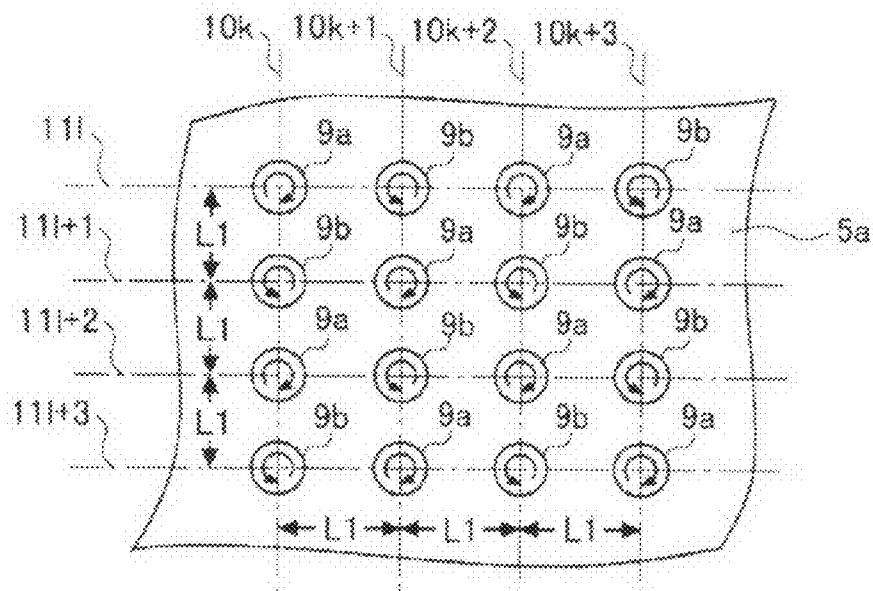 10k 10k+1 10k+2 10k+3
11l 9a 9b 9a 9b
L1
11l+1 9b 9a 9b 9a 5a
L1
11l+2 9a 9b 9a 9b
L1
11l+3 9b 9a 9b 9a
L1 L1 L1